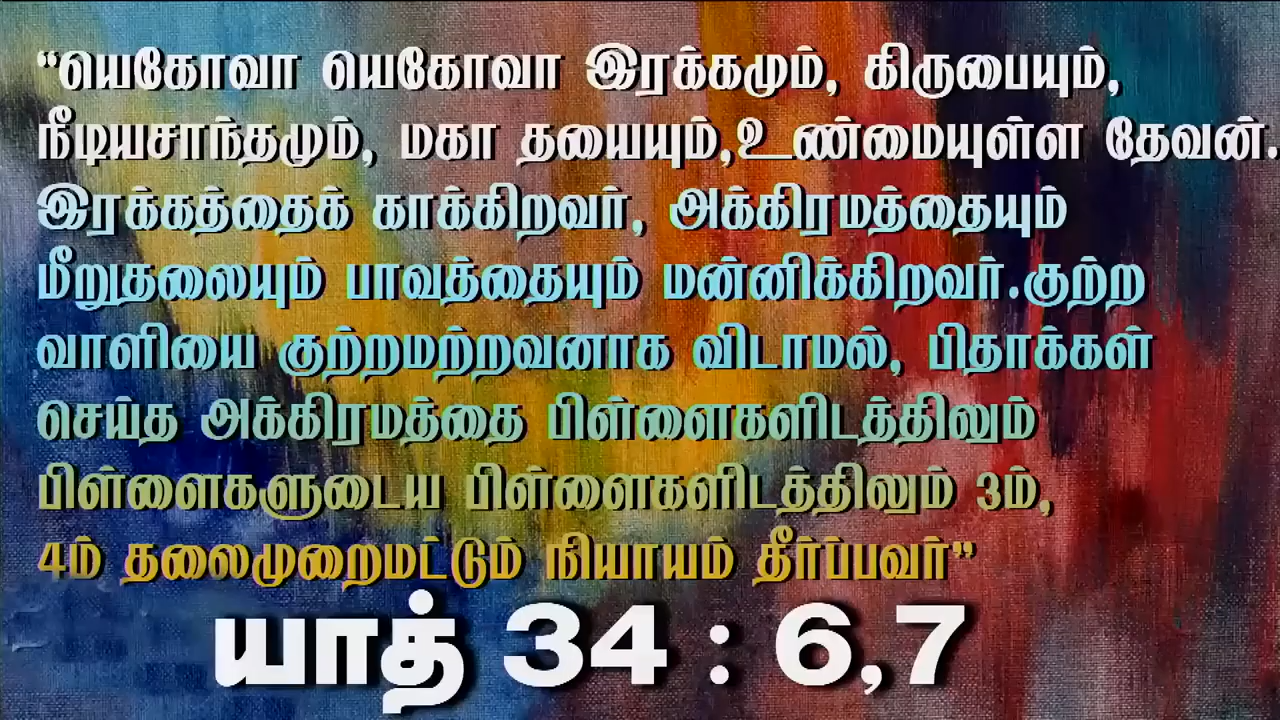 “யெகோவா யெகோவா இரக்கமும், கிருபையும்,
நீடியசாந்தமும், மகா தயையும்,உண்மையுள்ள தேவன்.
இரக்கத்தைக் காக்கிறவர், அக்கிரமத்தையும்
மீறுதலையும் பாவத்தையும் மன்னிக்கிறவர்.குற்ற
வாளியை குற்றமற்றவனாக விடாமல், பிதாக்கள்
செய்த அக்கிரமத்தை பிள்ளைகளிடத்திலும்
பிள்ளைகளுடைய பிள்ளைகளிடத்திலும் 3ம்,
4ம் தலைமுறைமட்டும் நியாயம் தீர்ப்பவர்”
யாத் 34 : 6,7